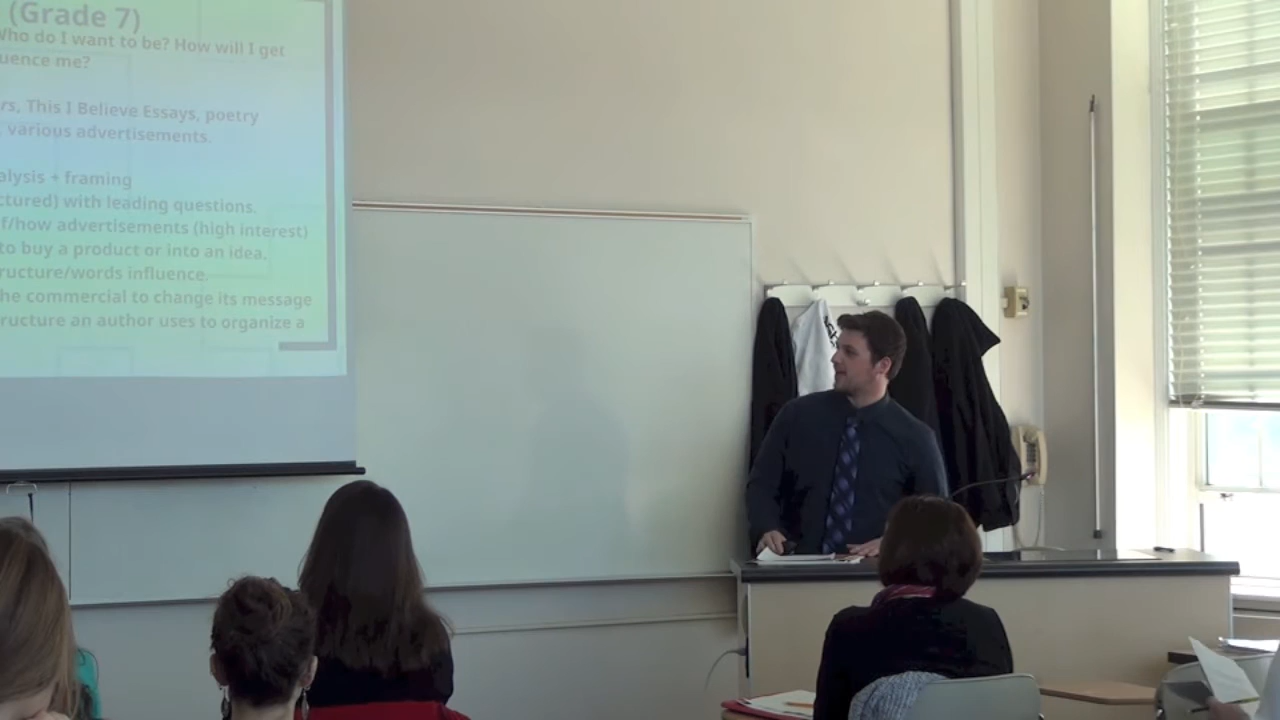 (Grade 7)
Who do I want to be? How will I get
uence me?
rs, This I Believe Essays, poetry
, various advertisements.
alysis + framing
ctured) with leading questions.
f/how advertisements (high interest)
to buy a product or into an idea.
ructure/words influence.
he commercial to change its message
ructure an author uses to organize a